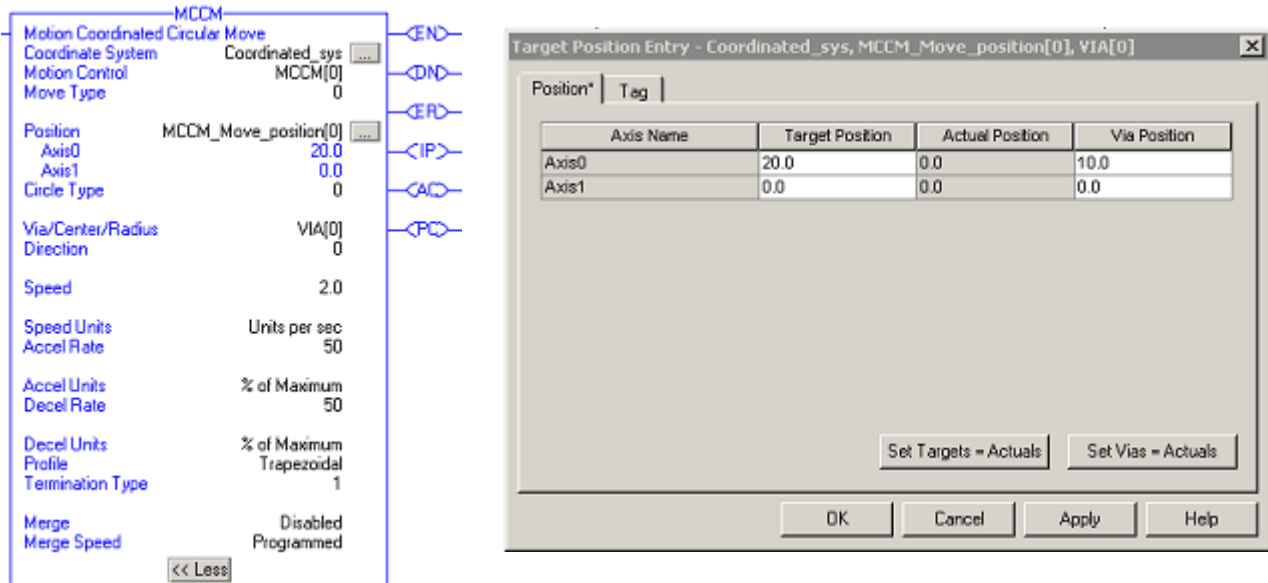 MCCM
Motion Coordinated Circular Move
Coordinate System Coordinated_sys ...
Motion Control MCCM[0]
Move Type 0
Position MCCM_Move_position[0] ...
Axis0 20.0
Axis1 0.0
Circle Type 0
Via/Center/Radius VIA[0]
Direction 0
Speed 2.0
Speed Units Units per sec
Accel Rate 50
Accel Units % of Maximum
Decel Rate 50
Decel Units % of Maximum
Profile Trapezoidal
Termination Type 1
Merge Disabled
Merge Speed Programmed
<< Less
EN
DN
ER
IP
AC
PC
Target Position Entry - Coordinated_sys, MCCM_Move_position[0], VIA[0]
Position* Tag
Axis Name Target Position Actual Position Via Position
Axis0 20.0 0.0 10.0
Axis1 0.0 0.0 0.0
Set Targets = Actuals Set Vias = Actuals
OK Cancel Apply Help